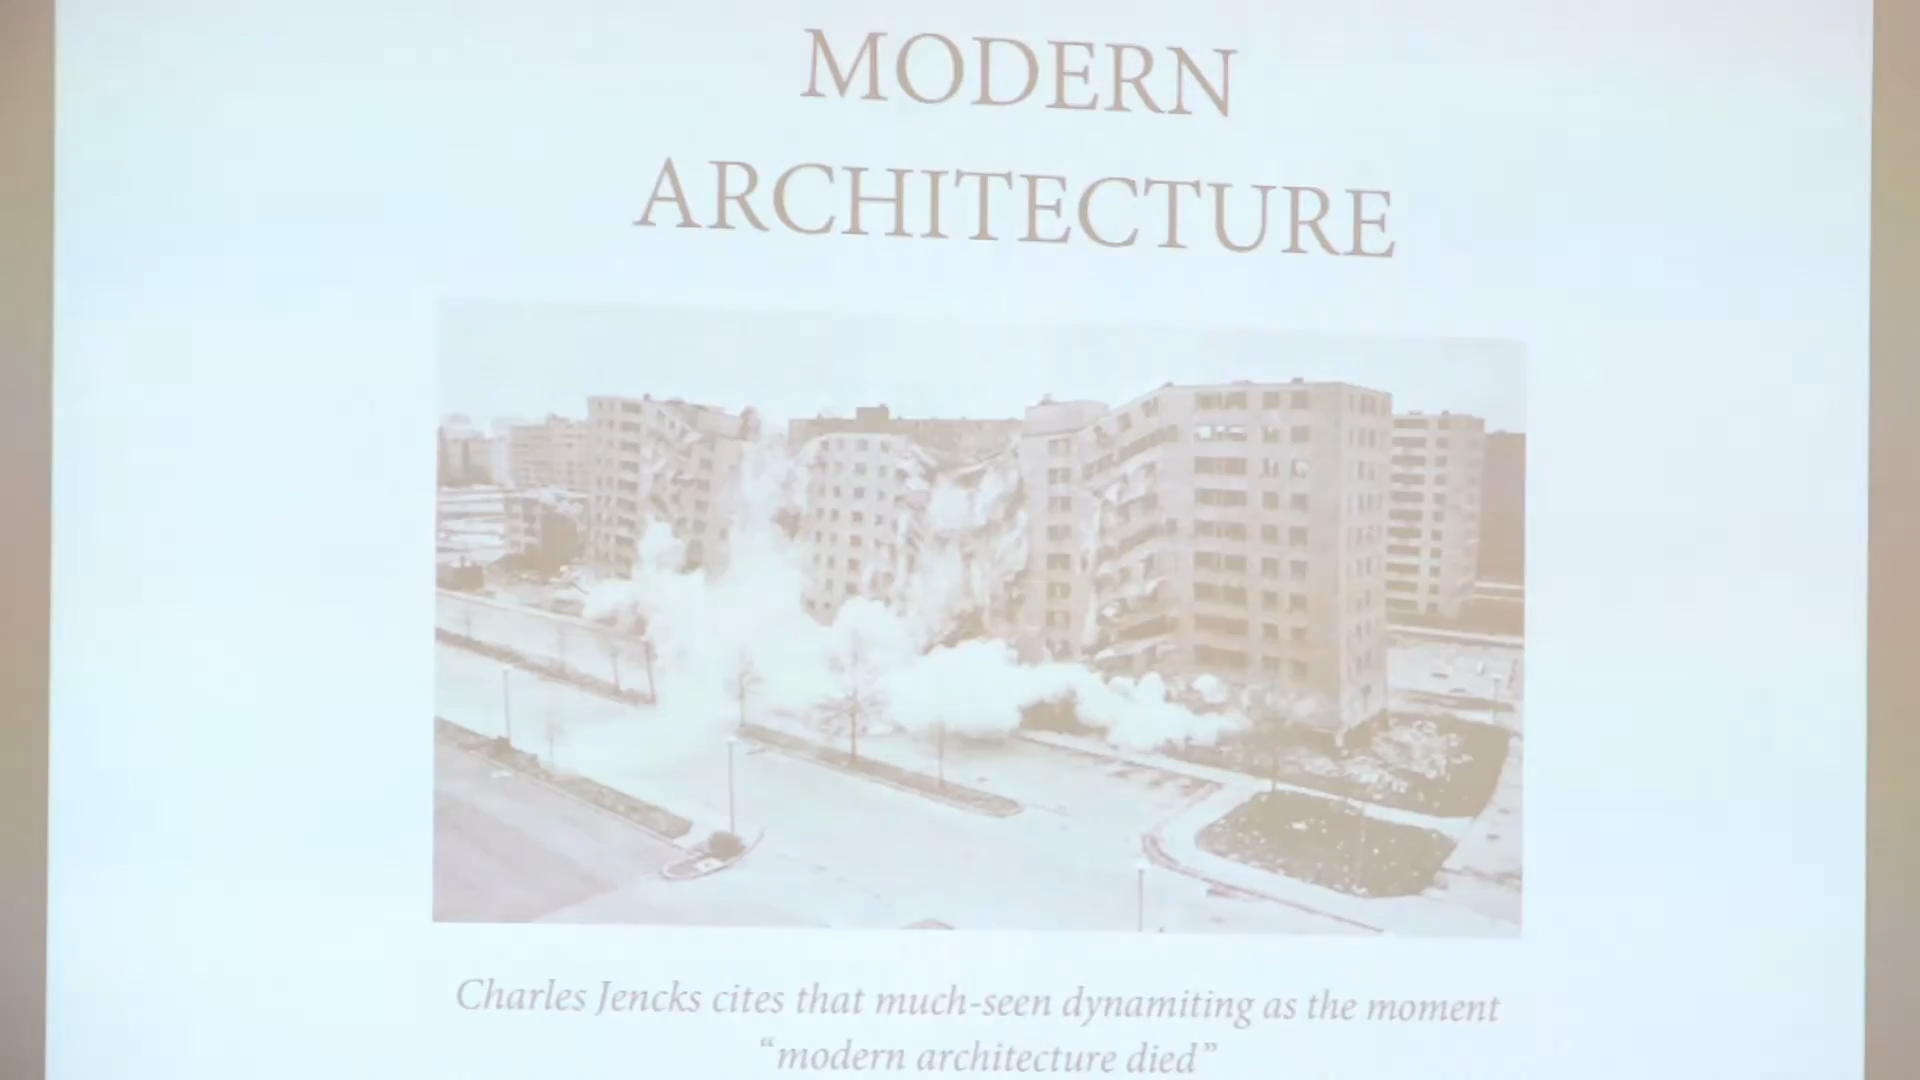 MODERN
ARCHITECTURE
Charles Jencks cites that much-seen dynamiting as the moment
“modern architecture died”